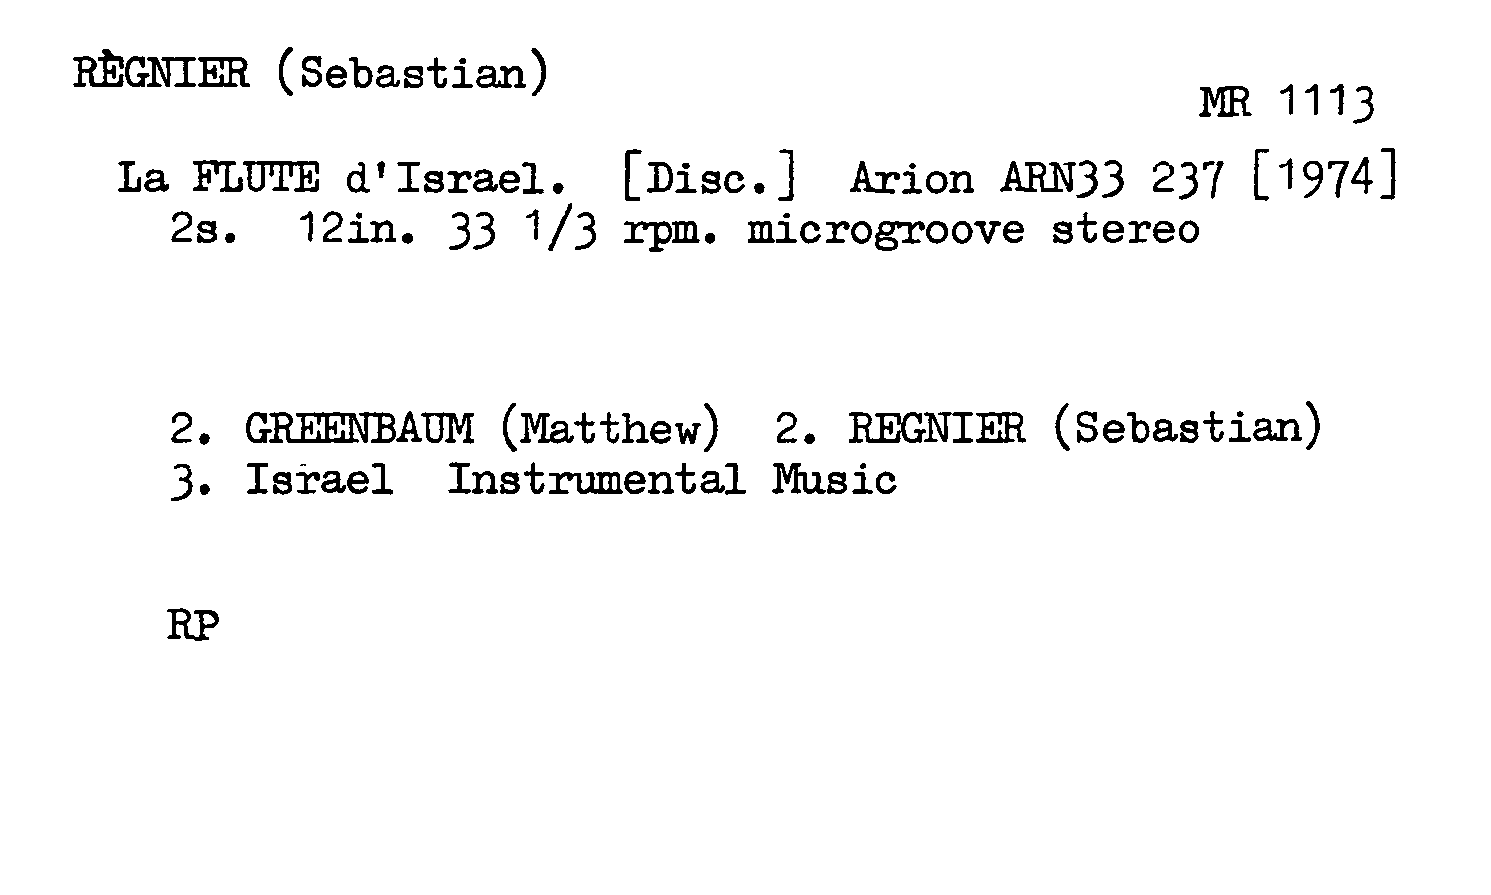 RÈGNIER (Sebastian)
MR 1113
La FLUTE d'Israel. [Disc.] Arion ARN33 237 [1974]
2s. 12in. 33 1/3 rpm. microgroove stereo
2. GREENBAUM (Matthew) 2. REGNIER (Sebastian)
3. Israel Instrumental Music
RP